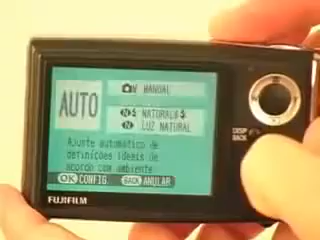 MANUAL
AUTO
N NATURAL&
N LUZ NATURAL
Ajuste automático de
definições ideais de
acordo com ambiente
OK CONFIG. BACK ANULAR
DISP
BACK
FUJIFILM